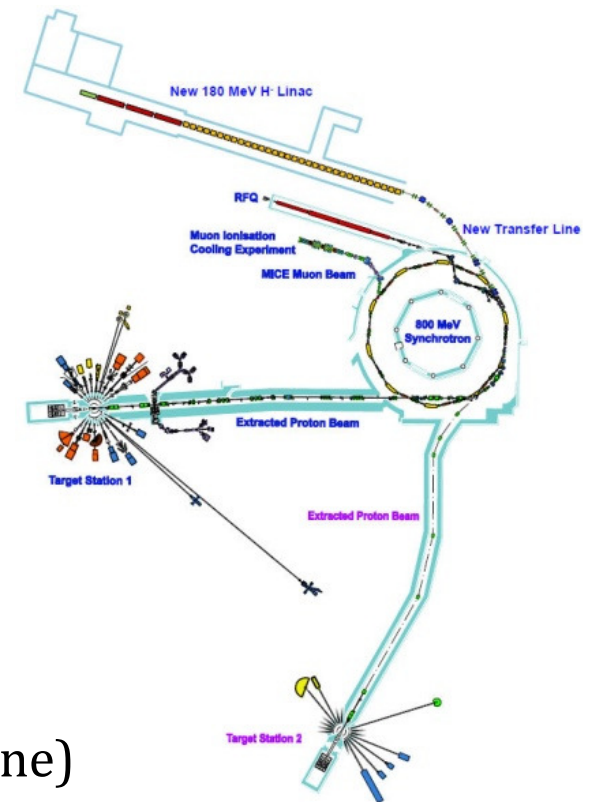 New 180 MeV H- Linac
RFQ
New Transfer Line
Muon Ionisation
Cooling Experiment
MICE Muon Beam
800 MeV
Synchrotron
Extracted Proton Beam
Target Station 1
Extracted Proton Beam
Target Station 2
ne)